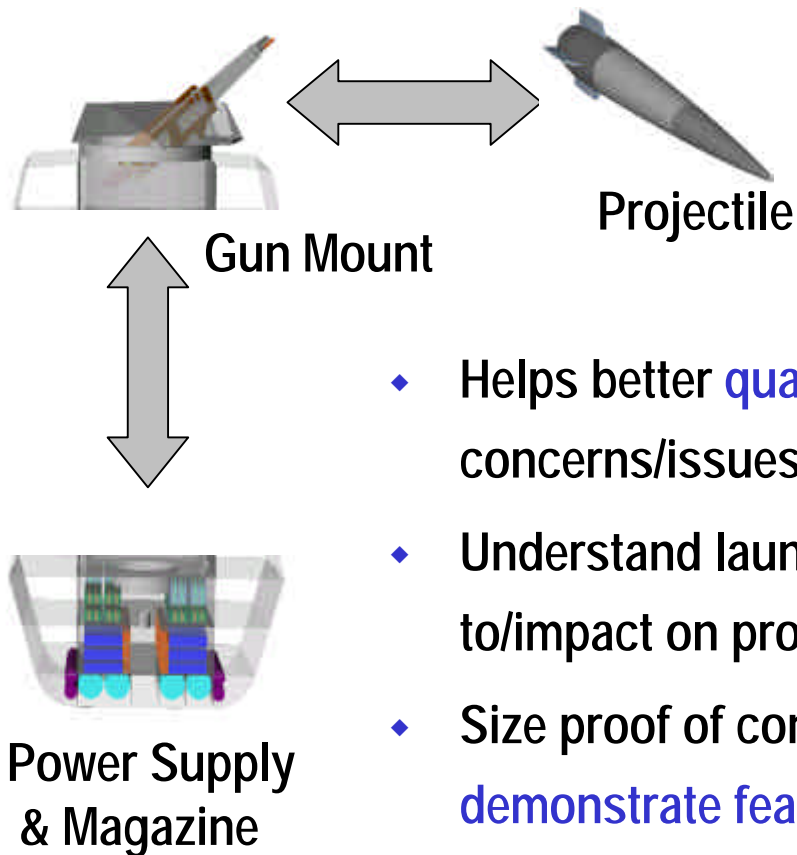 Projectile
Gun Mount
Helps better
concerns/issues
Understand
to/impact on
Size proof of
demonstrate
Power Supply
& Magazine